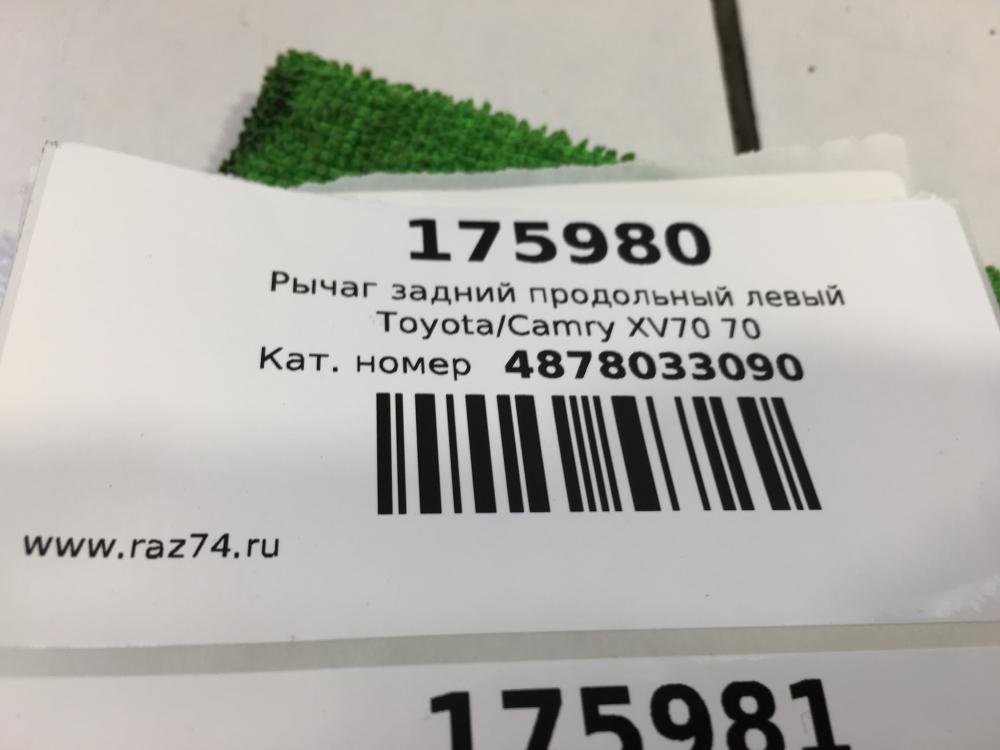 175980
Рычаг задний продольный левый
Toyota/Camry XV70 70
Кат. номер 4878033090
www.raz74.ru
175981